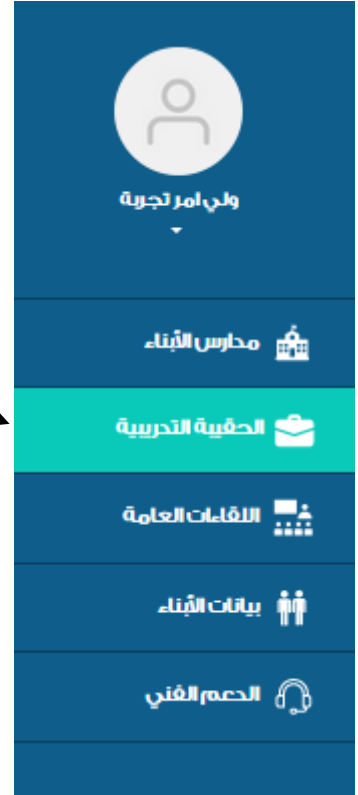 ولي امر تجربة
مدارس الأبناء
الحقيبة التدريبية
اللقاءات العامة
بيانات الأبناء
الدعم الفني